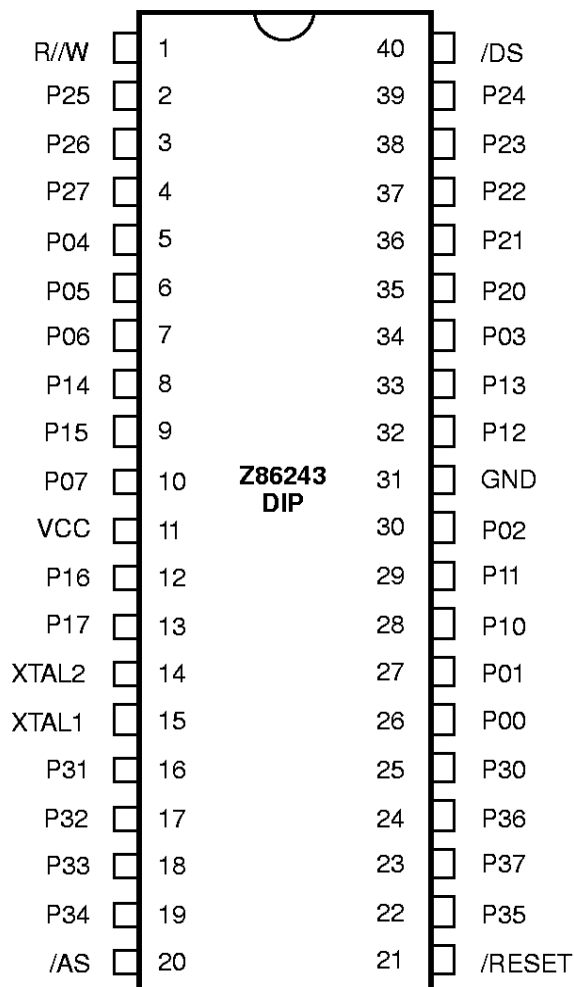 R//W 1 40 /DS
P25 2 39 P24
P26 3 38 P23
P27 4 37 P22
P04 5 36 P21
P05 6 35 P20
P06 7 34 P03
P14 8 33 P13
P15 9 32 P12
P07 10 Z86243 31 GND
DIP
VCC 11 30 P02
P16 12 29 P11
P17 13 28 P10
XTAL2 14 27 P01
XTAL1 15 26 P00
P31 16 25 P30
P32 17 24 P36
P33 18 23 P37
P34 19 22 P35
/AS 20 21 /RESET